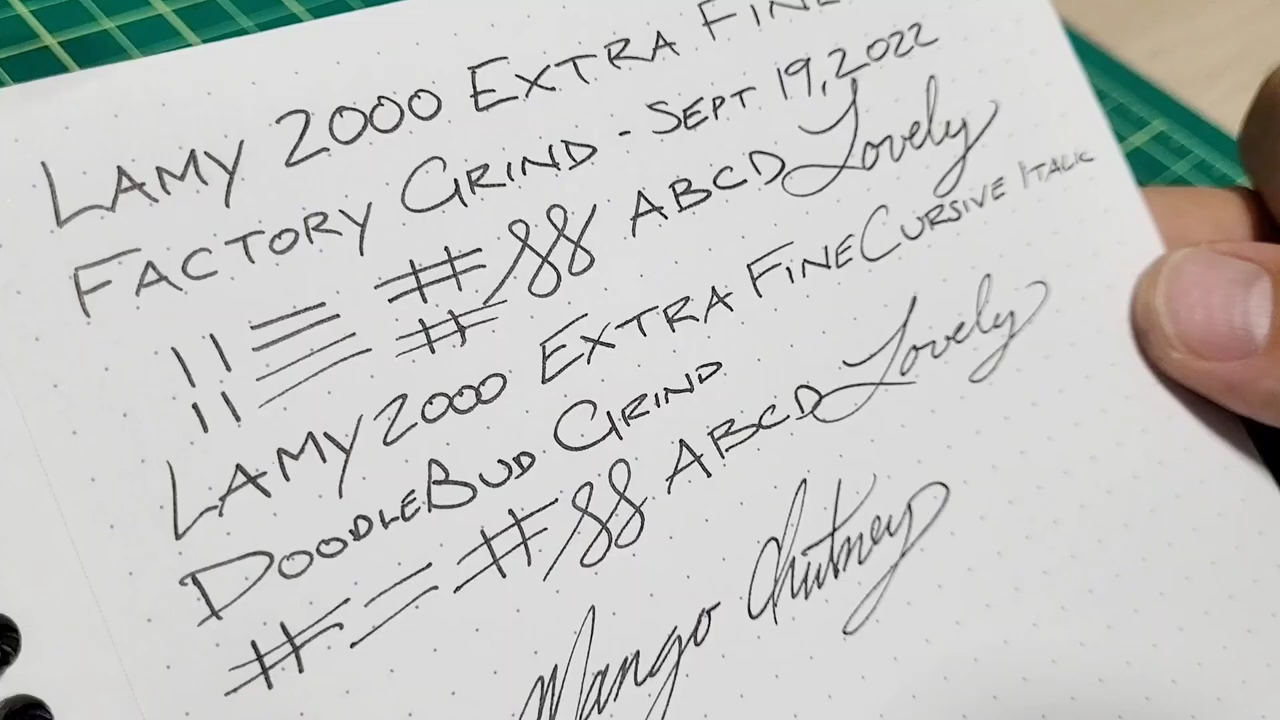 LAMY 2000 EXTRA FINE
FACTORY GRIND - SEPT 19, 2022
# 88 ABCD Lovely
#
LAMY 2000 EXTRA FINE CURSIVE ITALIC
DOODLEBUD GRIND
# = # 88 ABCD Lovely
Mango Chutney